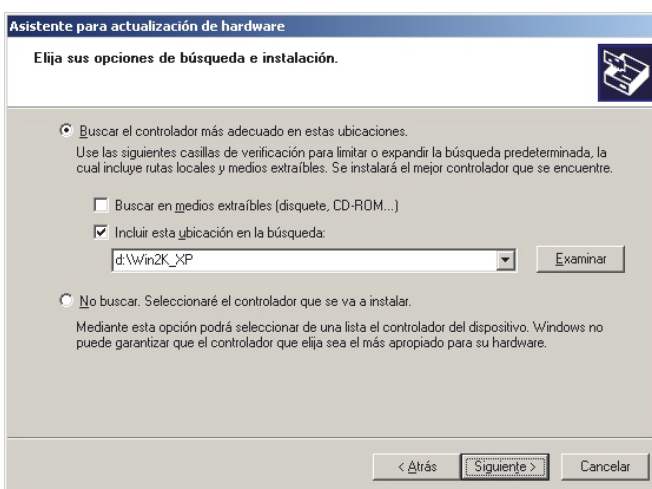 Asistente para actualización de hardware
Elija sus opciones de búsqueda e instalación.
Buscar el controlador más adecuado en estas ubicaciones.
Use las siguientes casillas de verificación para limitar o expandir la búsqueda predeterminada, la
cual incluye rutas locales y medios extraíbles. Se instalará el mejor controlador que se encuentre.
Buscar en medios extraíbles (disquete, CD-ROM...)
Incluir esta ubicación en la búsqueda:
d:\Win2K_XP
Examinar
No buscar. Seleccionaré el controlador que se va a instalar.
Mediante esta opción podrá seleccionar de una lista el controlador del dispositivo. Windows no
puede garantizar que el controlador que elija sea el más apropiado para su hardware.
< Atrás Siguiente > Cancelar